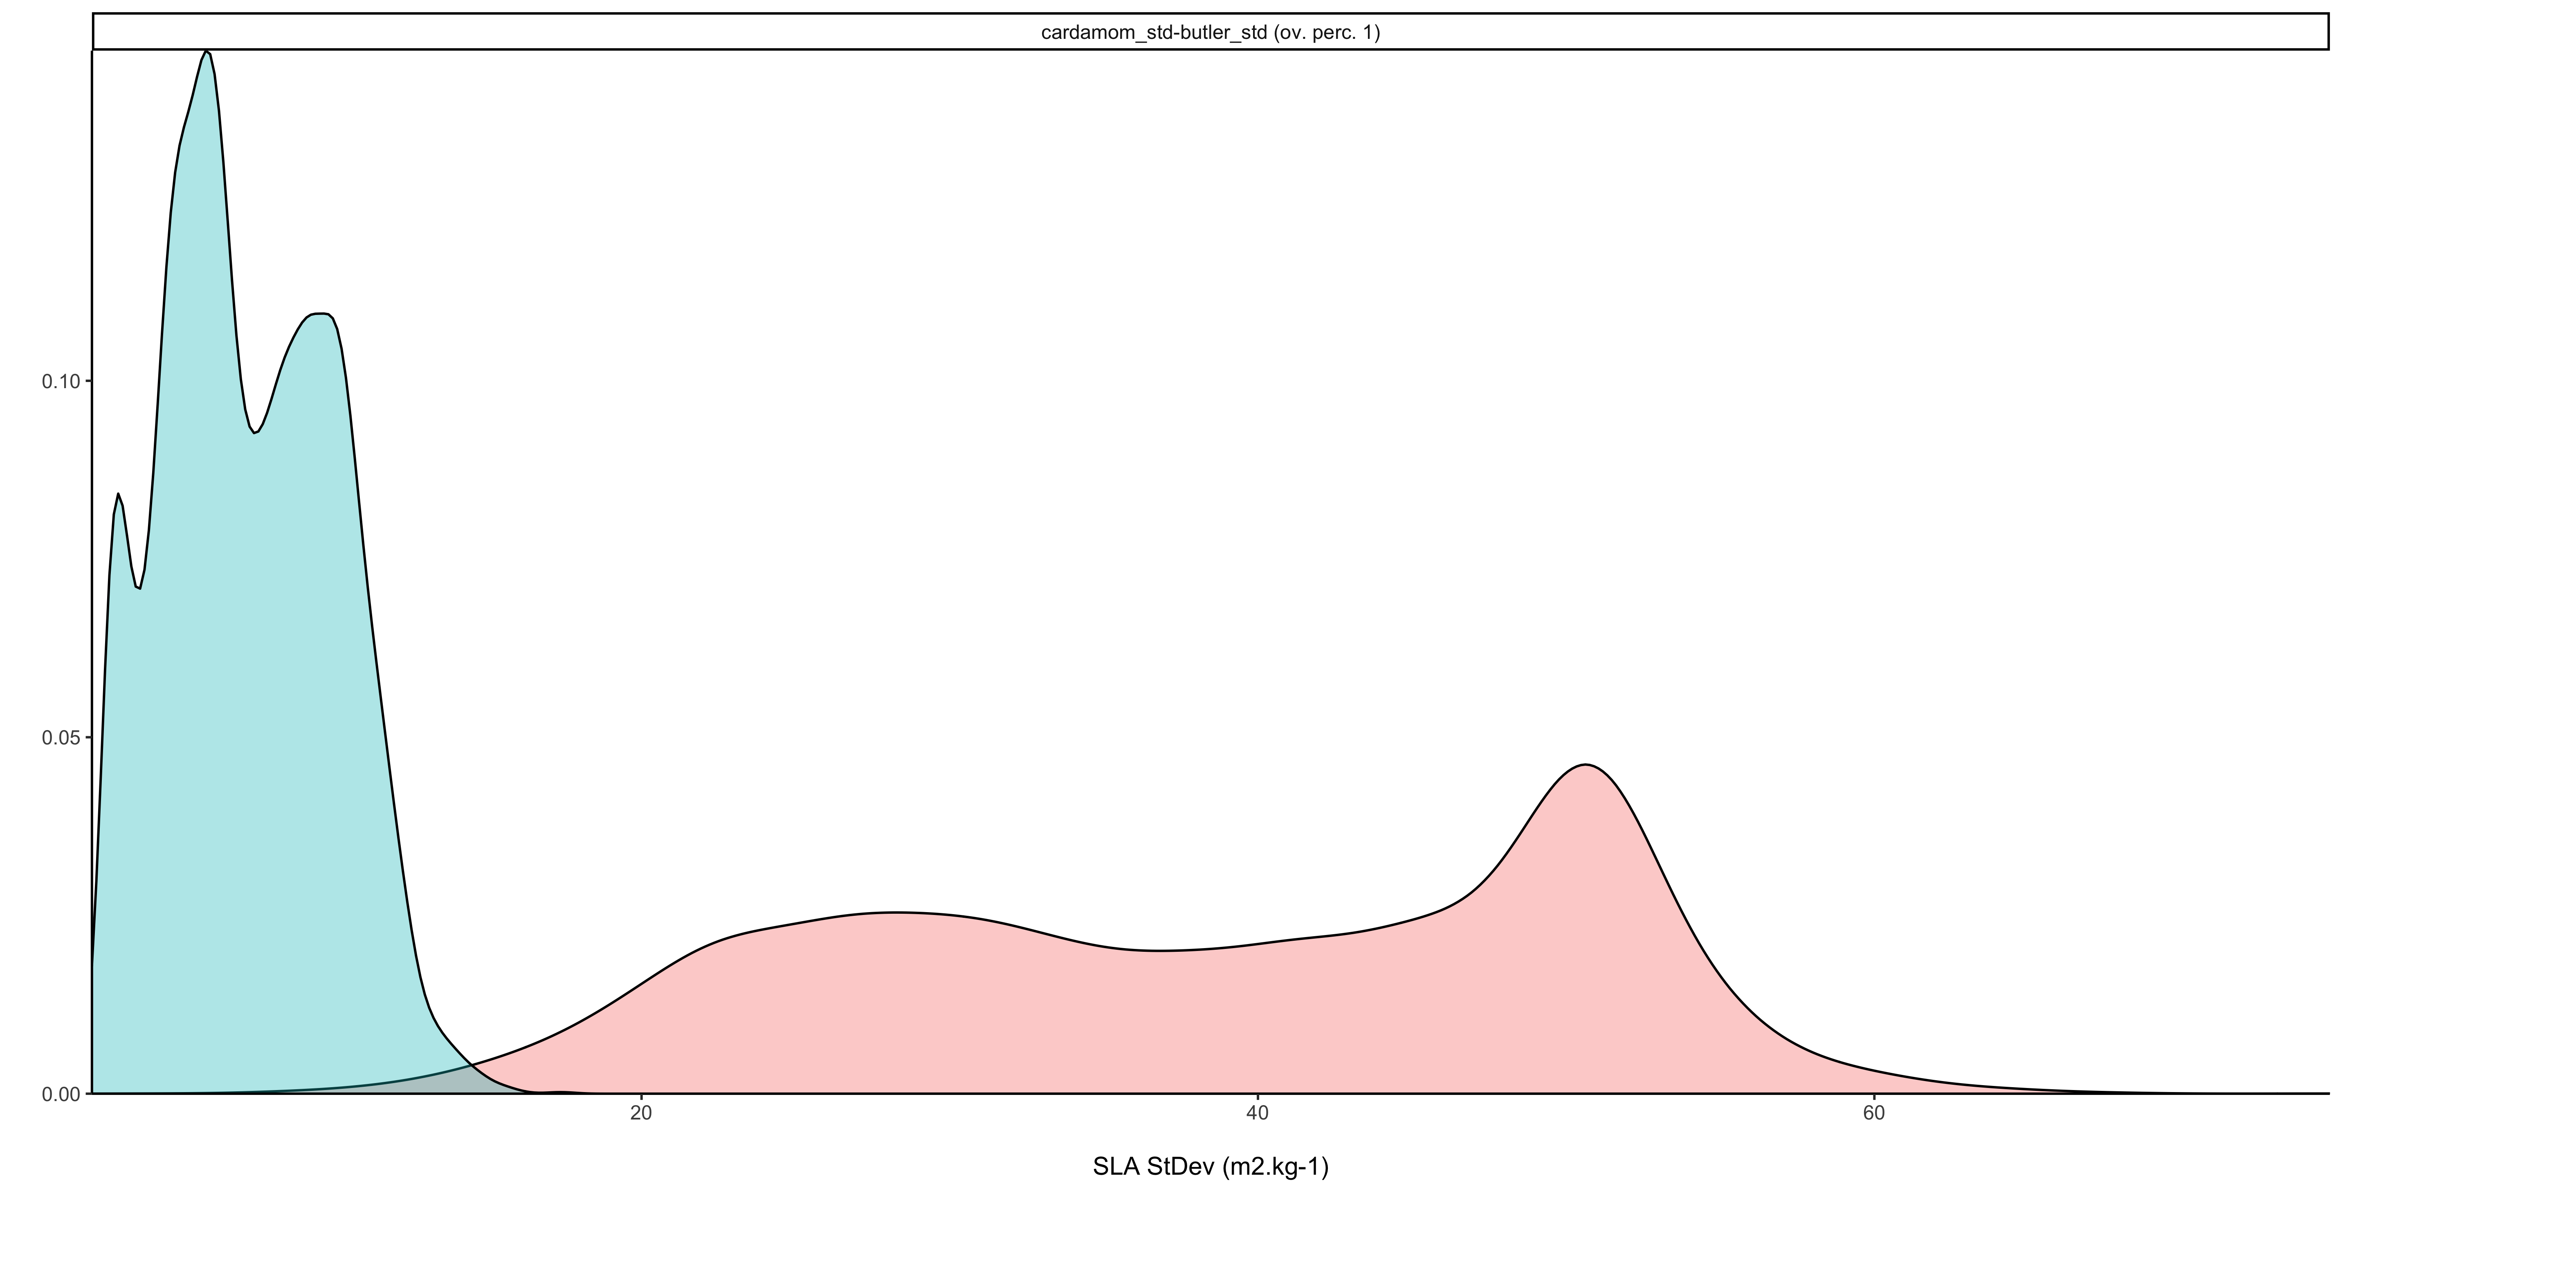 cardamom_std-butler_std (ov. perc. 1)
0.10
0.05
0.00
20 40 60
SLA StDev (m2.kg-1)